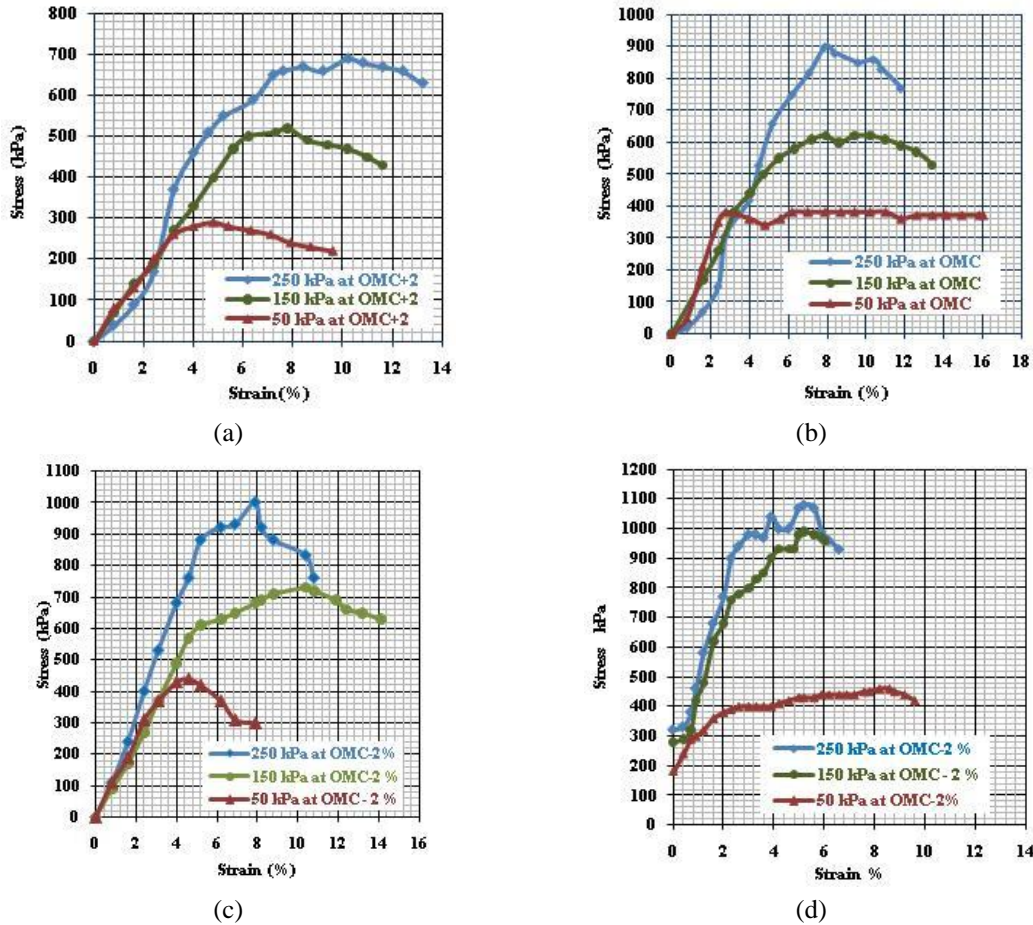 800
700
600
500
400
300
200
100
0
Stress (kPa)
250 kPa at OMC+2
150 kPa at OMC+2
50 kPa at OMC+2
0 2 4 6 8 10 12 14
Strain(%)
(a)
1000
900
800
700
600
500
400
300
200
100
0
Stress (kPa)
250 kPa at OMC
150 kPa at OMC
50 kPa at OMC
0 2 4 6 8 10 12 14 16 18
Strain (%)
(b)
1100
1000
900
800
700
600
500
400
300
200
100
0
Stress (kPa)
250 kPa at OMC-2%
150 kPa at OMC-2 %
50 kPa at OMC- 2 %
0 2 4 6 8 10 12 14 16
Strain (%)
(c)
1200
1100
1000
900
800
700
600
500
400
300
200
100
0
Stress kPa
250 kPa at OMC-2 %
150 kPa at OMC - 2 %
50 kPa at OMC-2%
0 2 4 6 8 10 12 14
Strain %
(d)